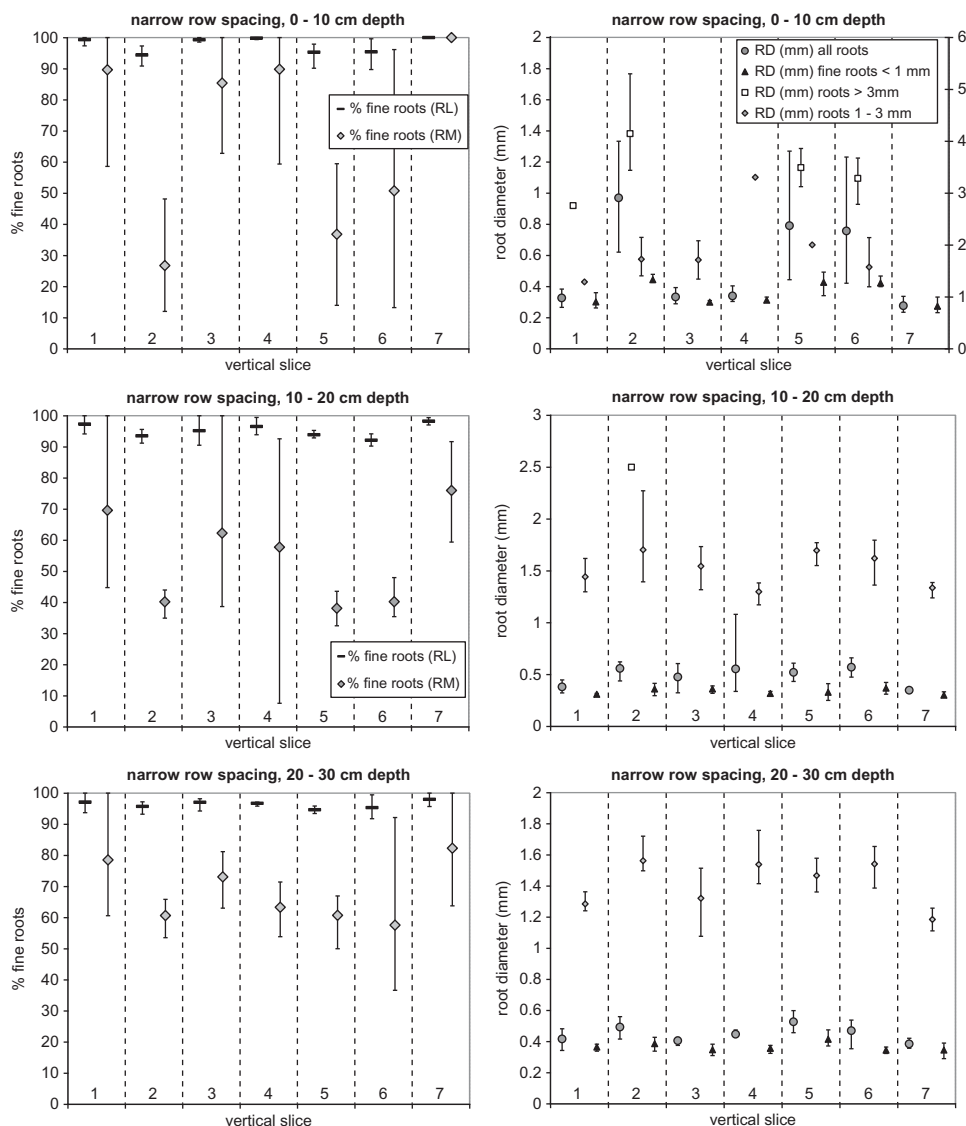 narrow row spacing, 0 - 10 cm depth
100
90
80
70
60
50
40
30
20
10
0
% fine roots
% fine roots (RL)
% fine roots (RM)
1 2 3 4 5 6 7
vertical slice
narrow row spacing, 0 - 10 cm depth
2
1.8
1.6
1.4
1.2
1
0.8
0.6
0.4
0.2
0
root diameter (mm)
RD (mm) all roots
RD (mm) fine roots < 1 mm
RD (mm) roots > 3mm
RD (mm) roots 1 - 3 mm
6
5
4
3
2
1
0
1 2 3 4 5 6 7
vertical slice
narrow row spacing, 10 - 20 cm depth
100
90
80
70
60
50
40
30
20
10
0
% fine roots
% fine roots (RL)
% fine roots (RM)
1 2 3 4 5 6 7
vertical slice
narrow row spacing, 10 - 20 cm depth
3
2.5
2
1.5
1
0.5
0
root diameter (mm)
1 2 3 4 5 6 7
vertical slice
narrow row spacing, 20 - 30 cm depth
100
90
80
70
60
50
40
30
20
10
0
% fine roots
1 2 3 4 5 6 7
vertical slice
narrow row spacing, 20 - 30 cm depth
2
1.8
1.6
1.4
1.2
1
0.8
0.6
0.4
0.2
0
root diameter (mm)
1 2 3 4 5 6 7
vertical slice